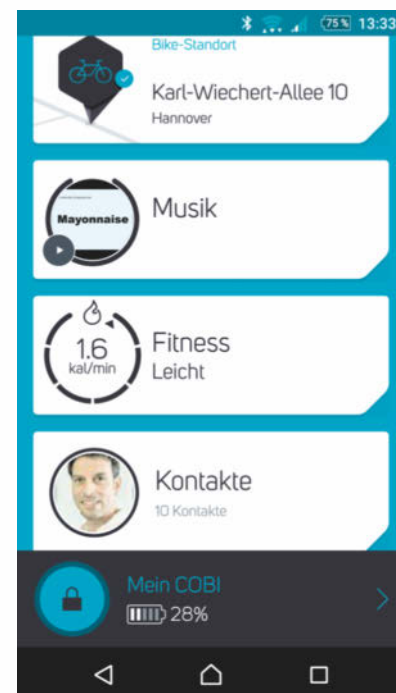 75% 13:33
Bike-Standort
Karl-Wiechert-Allee 10
Hannover
Mayonnaise
Musik
1.6
kal/min
Fitness
Leicht
Kontakte
10 Kontakte
Mein COBI
28%